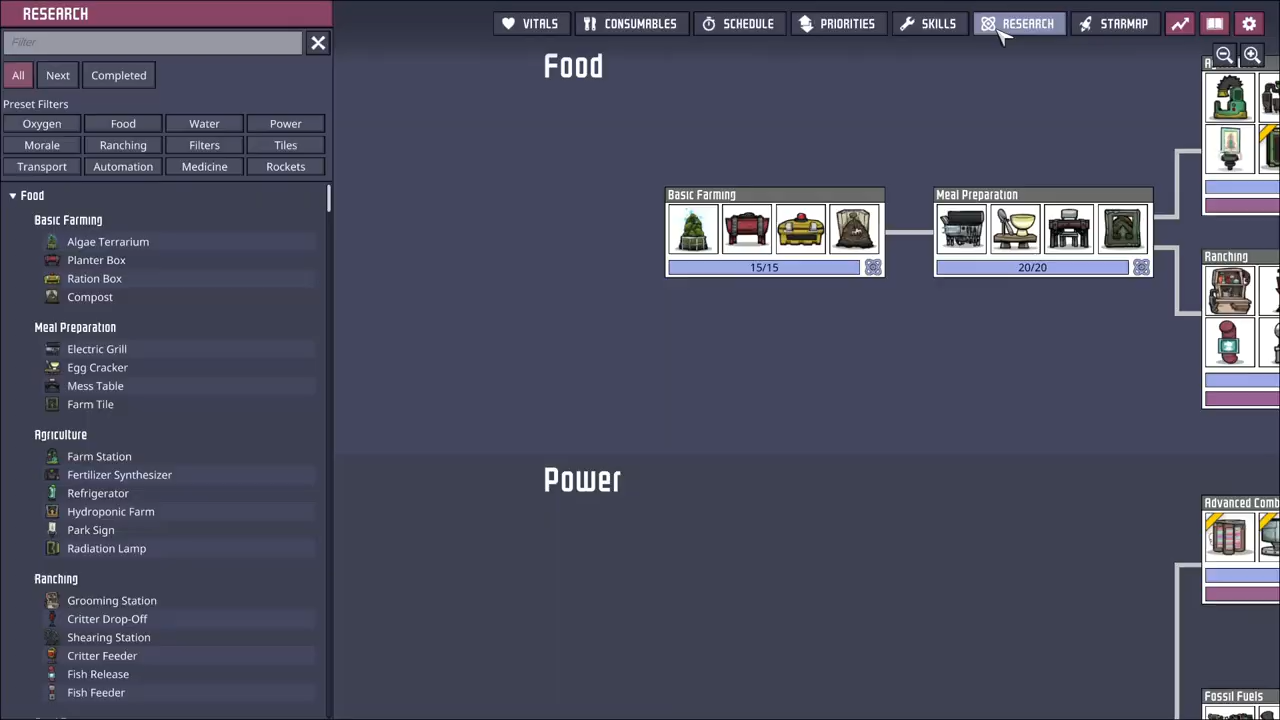 RESEARCH
VITALS
CONSUMABLES
SCHEDULE
PRIORITIES
SKILLS
RESEARCH
STARMAP
Filter
All
Next
Completed
Preset Filters
Oxygen
Food
Water
Power
Morale
Ranching
Filters
Tiles
Transport
Automation
Medicine
Rockets
Food
Basic Farming
Algae Terrarium
Planter Box
Ration Box
Compost
Meal Preparation
Electric Grill
Egg Cracker
Mess Table
Farm Tile
Agriculture
Farm Station
Fertilizer Synthesizer
Refrigerator
Hydroponic Farm
Park Sign
Radiation Lamp
Ranching
Grooming Station
Critter Drop-Off
Shearing Station
Critter Feeder
Fish Release
Fish Feeder
Food
Basic Farming
15/15
Meal Preparation
20/20
Ranching
Power
Advanced Comb
Fossil Fuels